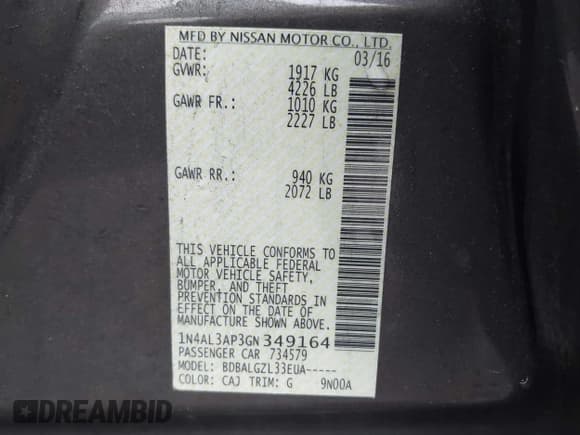 MFD BY NISSAN MOTOR CO., LTD.
DATE: 03/16
GVWR: 1917 KG
4226 LB
GAWR FR.: 1010 KG
2227 LB
GAWR RR.: 940 KG
2072 LB
THIS VEHICLE CONFORMS TO
ALL APPLICABLE FEDERAL
MOTOR VEHICLE SAFETY,
BUMPER, AND THEFT
PREVENTION STANDARDS IN
EFFECT ON THE DATE OF
MANUFACTURE SHOWN ABOVE.
1N4AL3AP3GN349164
PASSENGER CAR 734579
MODEL: BDBALGZL33EUA-----
COLOR: CAJ TRIM: G 9N00A
DREAMBID